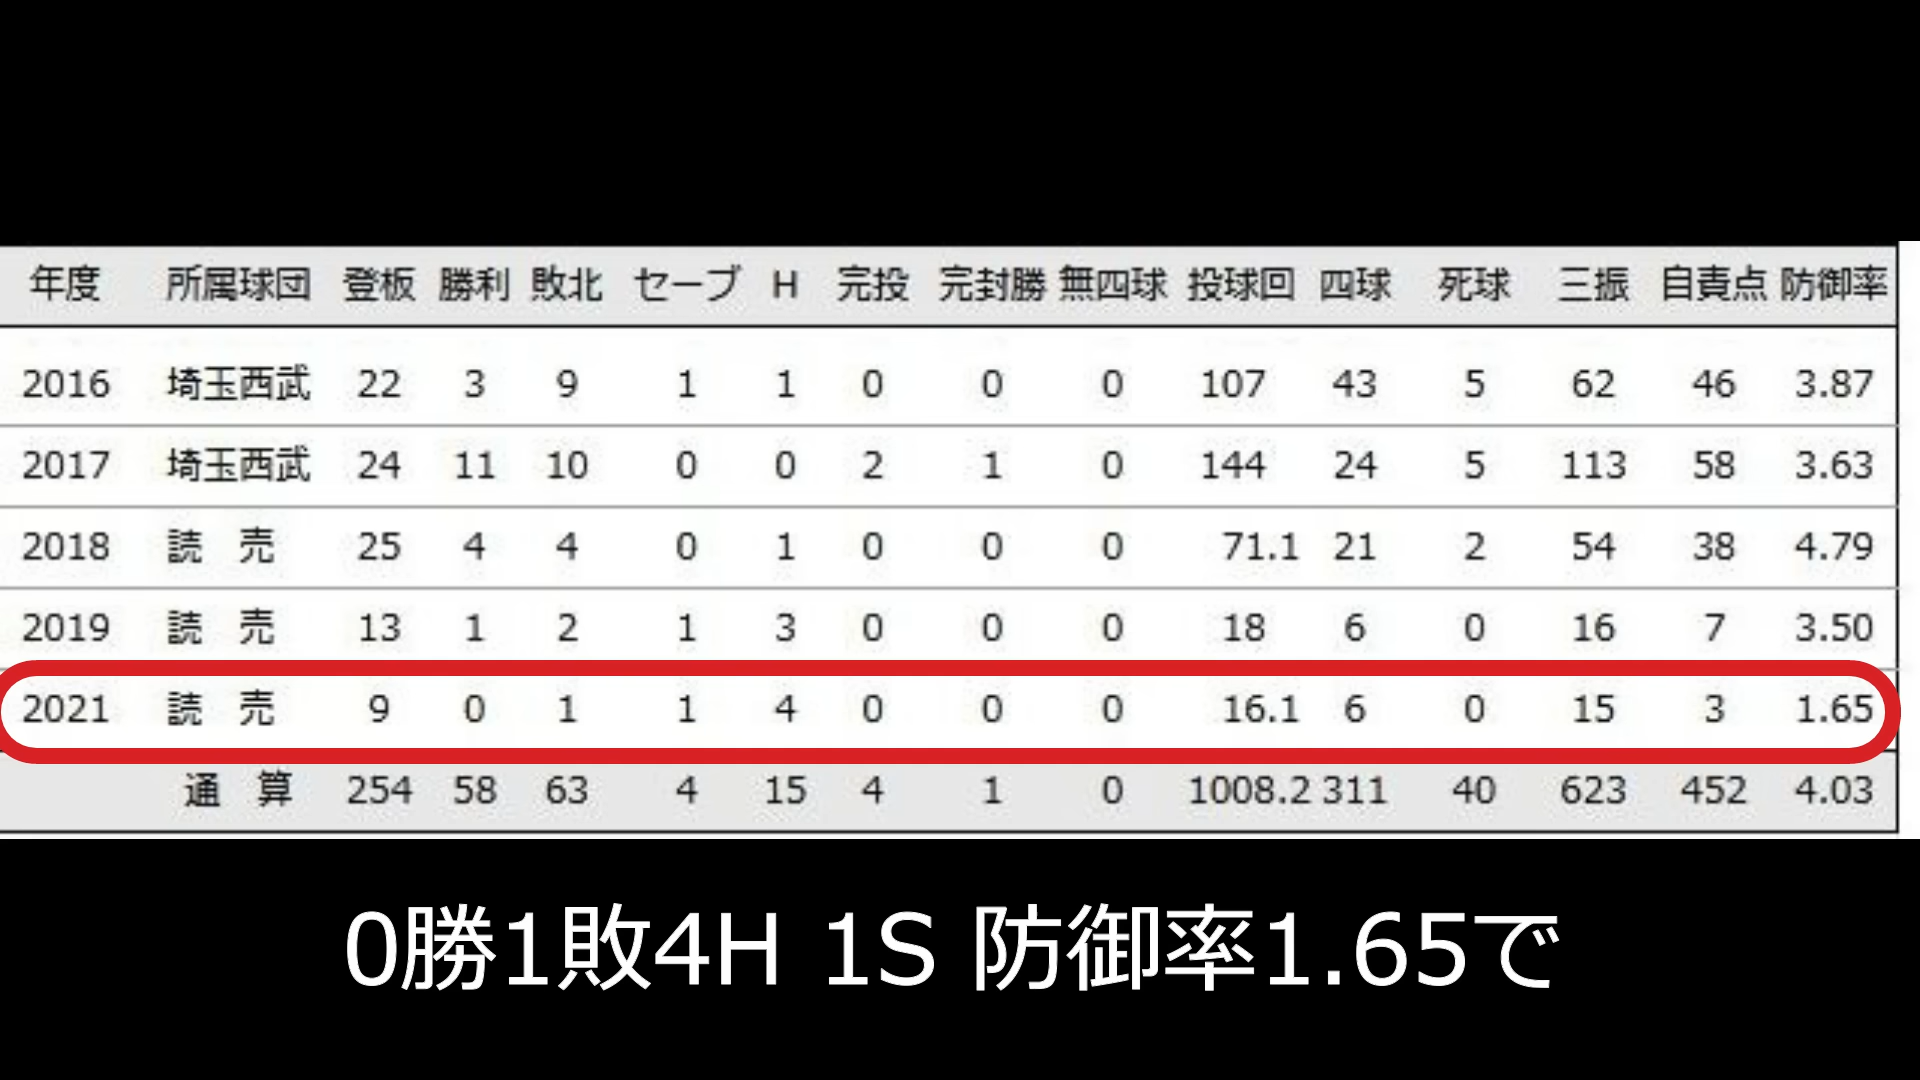 年度 所属球団 登板 勝利 敗北 セーブ H 完投 完封勝 無四球 投球回 四球 死球 三振 自責点 防御率
2016 埼玉西武 22 3 9 1 1 0 0 0 107 43 5 62 46 3.87
2017 埼玉西武 24 11 10 0 0 2 1 0 144 24 5 113 58 3.63
2018 読 売 25 4 4 0 1 0 0 0 71.1 21 2 54 38 4.79
2019 読 売 13 1 2 1 3 0 0 0 18 6 0 16 7 3.50
2021 読 売 9 0 1 1 4 0 0 0 16.1 6 0 15 3 1.65
通 算 254 58 63 4 15 4 1 0 1008.2 311 40 623 452 4.03
0勝1敗4H 1S 防御率1.65で